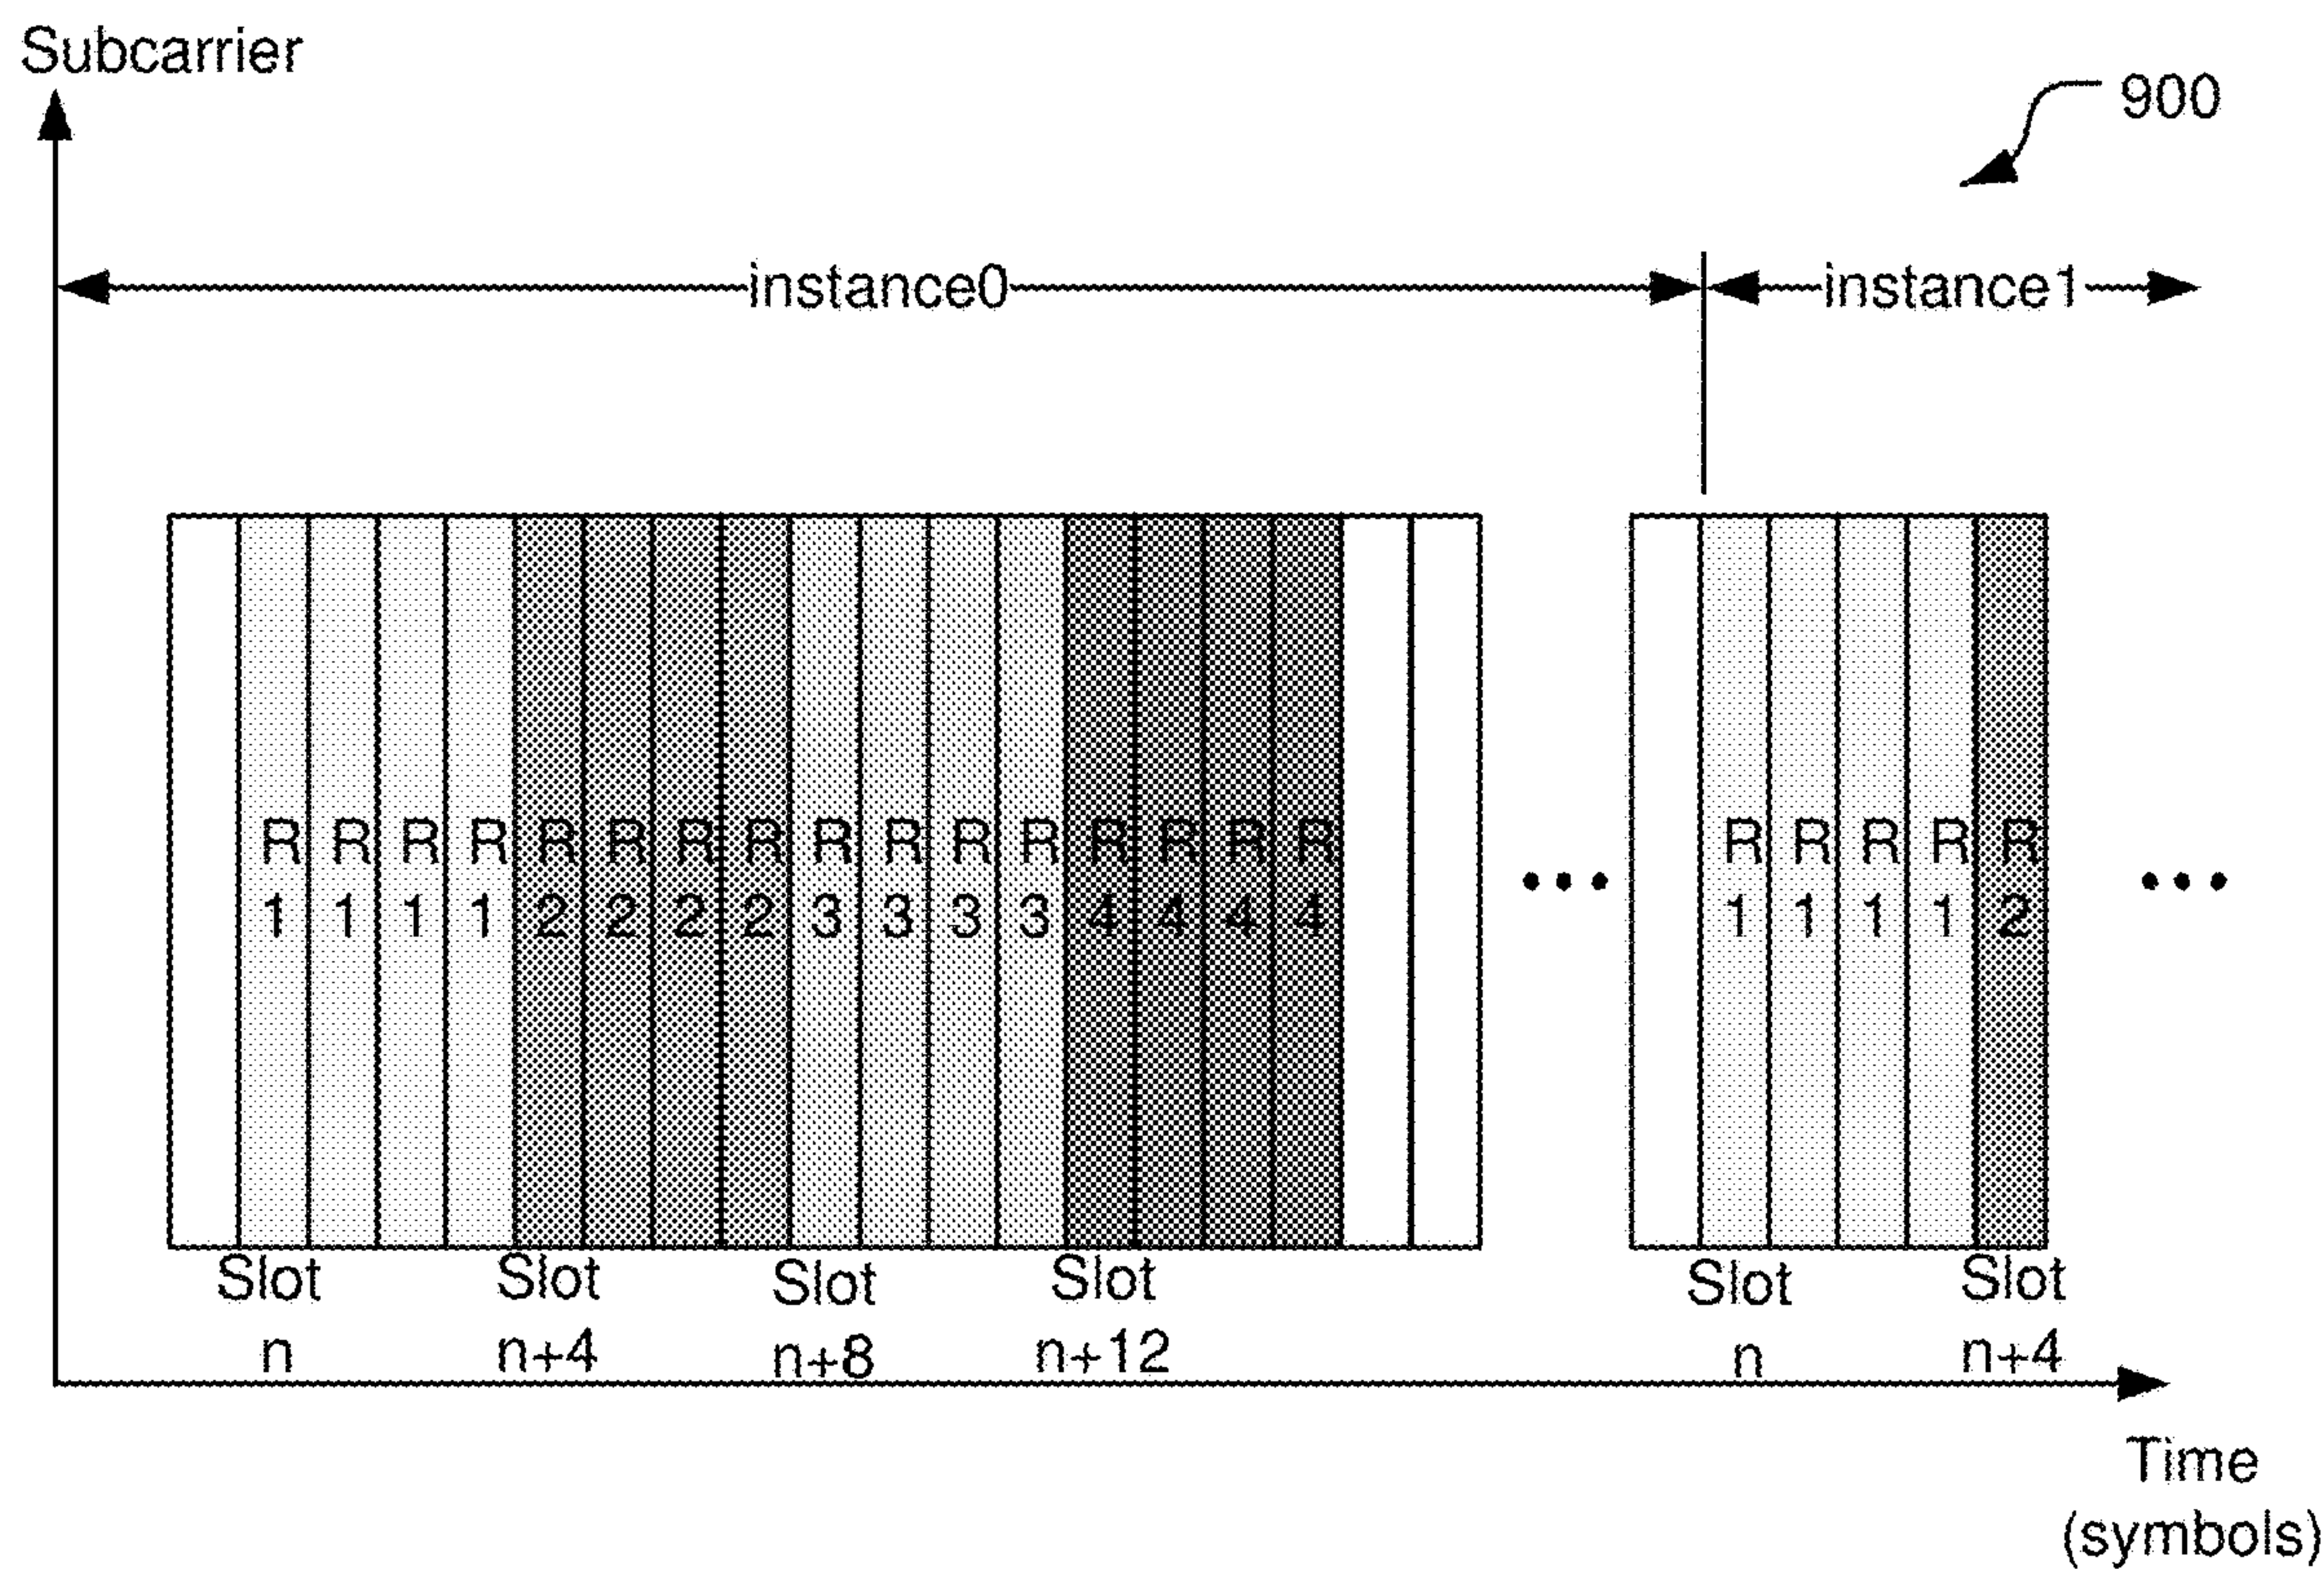 Subcarrier
900
instance0 instance1
R R R R R R R R R R R R R R R R R R R R R
1 1 1 1 2 2 2 2 3 3 3 3 4 4 4 4 1 1 1 1 2
Slot Slot Slot Slot Slot Slot
n n+4 n+8 n+12 n n+4
Time
(symbols)